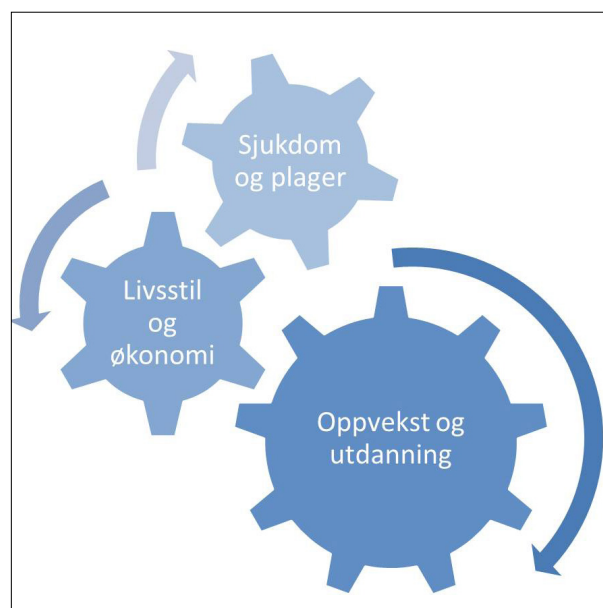 Sjukdom
og plager
Livsstil
og
økonomi
Oppvekst og
utdanning